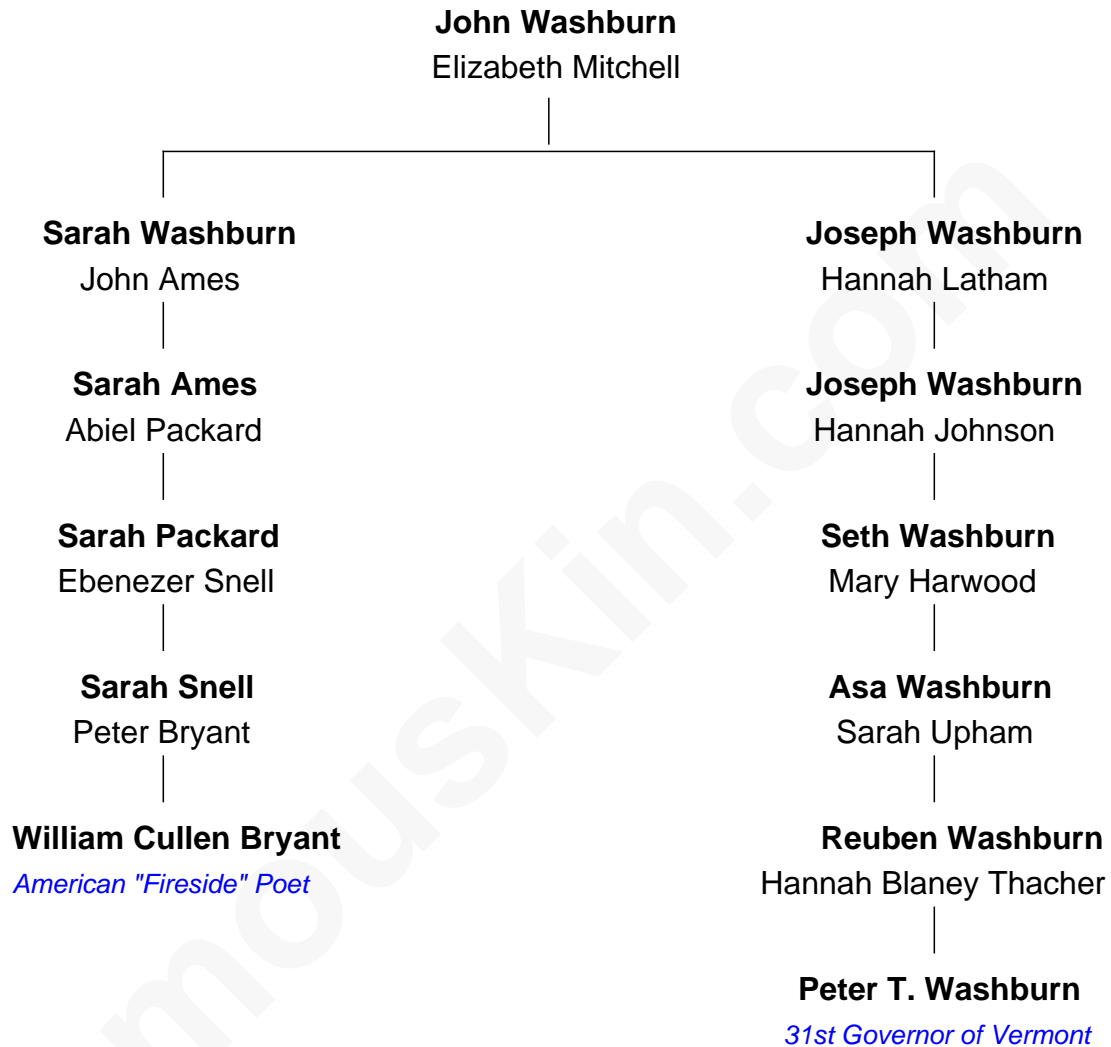 John Washburn
Elizabeth Mitchell
Sarah Washburn
John Ames
Joseph Washburn
Hannah Latham
Sarah Ames
Abiel Packard
Joseph Washburn
Hannah Johnson
Sarah Packard
Ebenezer Snell
Seth Washburn
Mary Harwood
Sarah Snell
Peter Bryant
Asa Washburn
Sarah Upham
William Cullen Bryant
American "Fireside" Poet
Reuben Washburn
Hannah Blaney Thacher
Peter T. Washburn
31st Governor of Vermont
mousKin.com